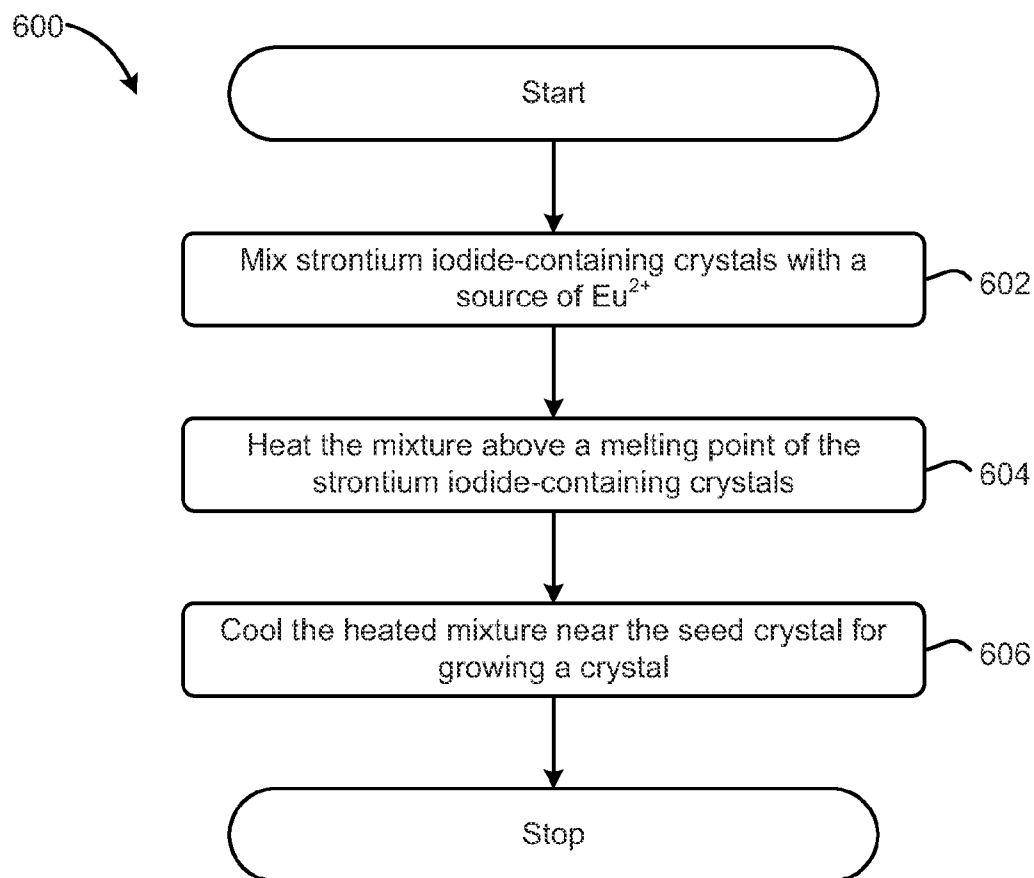 600
Start
Mix strontium iodide-containing crystals with a
source of Eu²⁺
602
Heat the mixture above a melting point of the
strontium iodide-containing crystals
604
Cool the heated mixture near the seed crystal for
growing a crystal
606
Stop